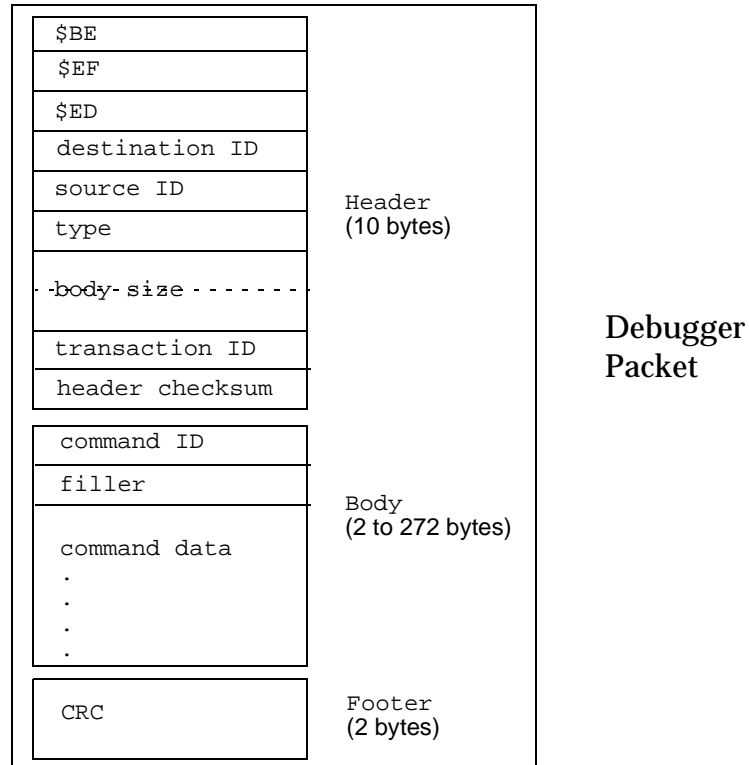 $BE
$EF
$ED
destination ID
source ID
type
body size
transaction ID
header checksum
Header
(10 bytes)
command ID
filler
command data
.
.
.
.
Body
(2 to 272 bytes)
CRC
Footer
(2 bytes)
Debugger
Packet